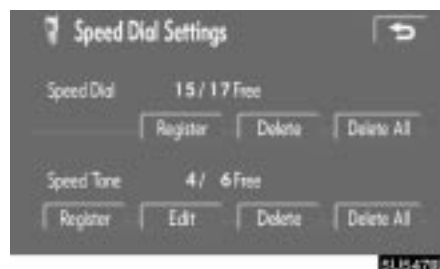 Speed Dial Settings
Speed Dial 15/17 Free
Register Delete Delete All
Speed Tone 4/ 6 Free
Register Edit Delete Delete All